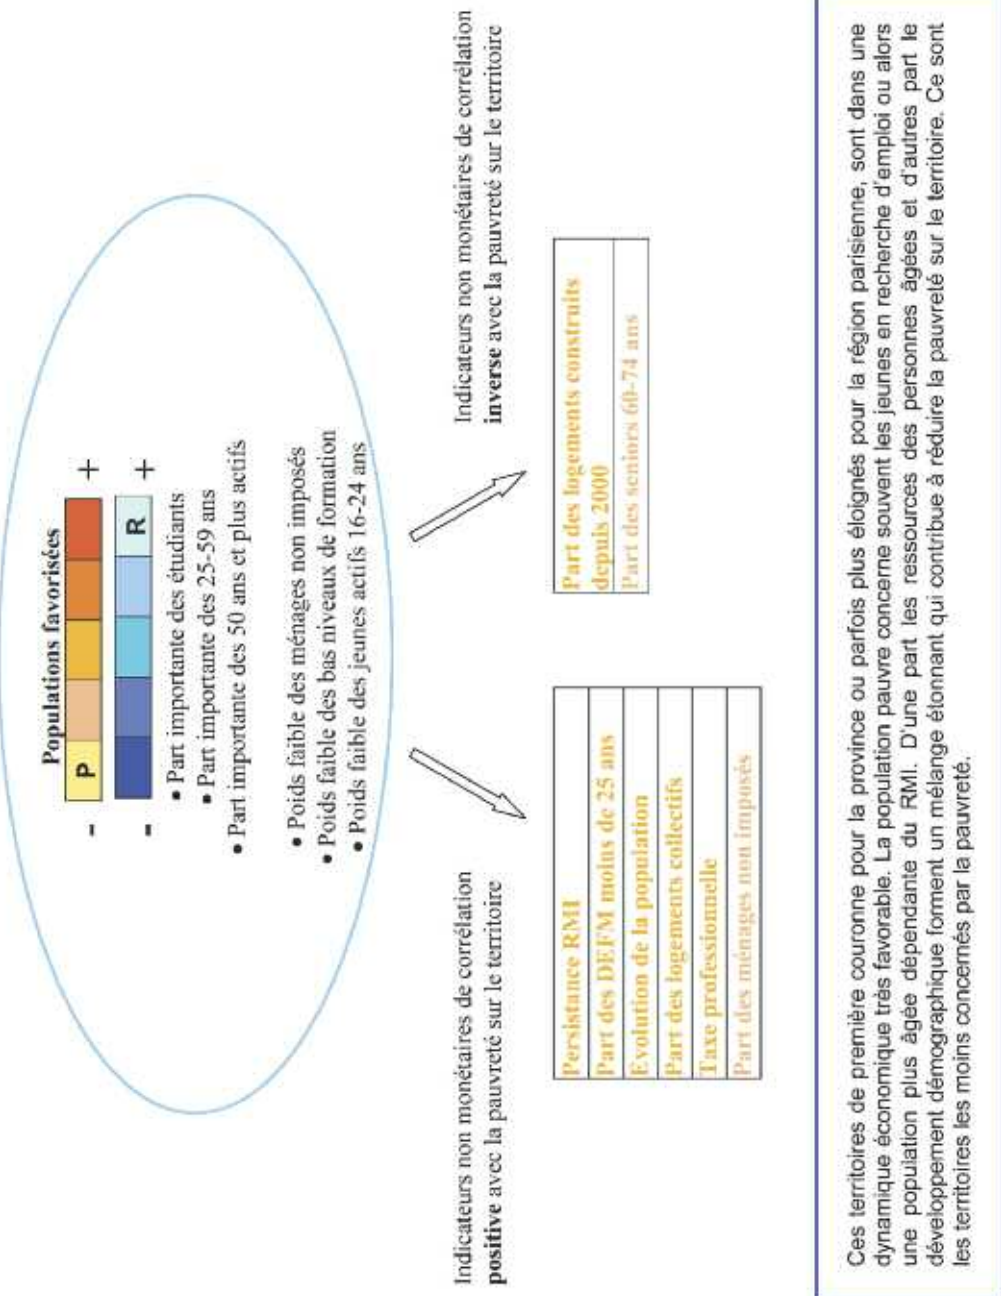 Populations favorisées
- P +
- R +
• Part importante des étudiants
• Part importante des 25-59 ans
• Part importante des 50 ans et plus actifs
• Poids faible des ménages non imposés
• Poids faible des bas niveaux de formation
• Poids faible des jeunes actifs 16-24 ans
Indicateurs non monétaires de corrélation
positive avec la pauvreté sur le territoire
Indicateurs non monétaires de corrélation
inverse avec la pauvreté sur le territoire
Persistance RMI
Part des DEFM moins de 25 ans
Evolution de la population
Part des logements collectifs
Taxe professionnelle
Part des ménages non imposés
Part des logements construits
depuis 2000
Part des seniors 60-74 ans
Ces territoires de première couronne pour la province ou parfois plus éloignés pour la région parisienne, sont dans une
dynamique économique très favorable. La population pauvre concerne souvent les jeunes en recherche d'emploi ou alors
une population plus âgée dépendante du RMI. D'une part les ressources des personnes âgées et d'autres part le
développement démographique forment un mélange étonnant qui contribue à réduire la pauvreté sur le territoire. Ce sont
les territoires les moins concernés par la pauvreté.